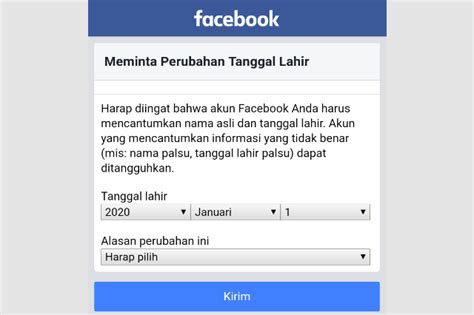 facebook
Meminta Perubahan Tanggal Lahir
Harap diingat bahwa akun Facebook Anda harus
mencantumkan nama asli dan tanggal lahir. Akun
yang mencantumkan informasi yang tidak benar
(mis: nama palsu, tanggal lahir palsu) dapat
ditangguhkan.
Tanggal lahir
2020 Januari 1
Alasan perubahan ini
Harap pilih
Kirim